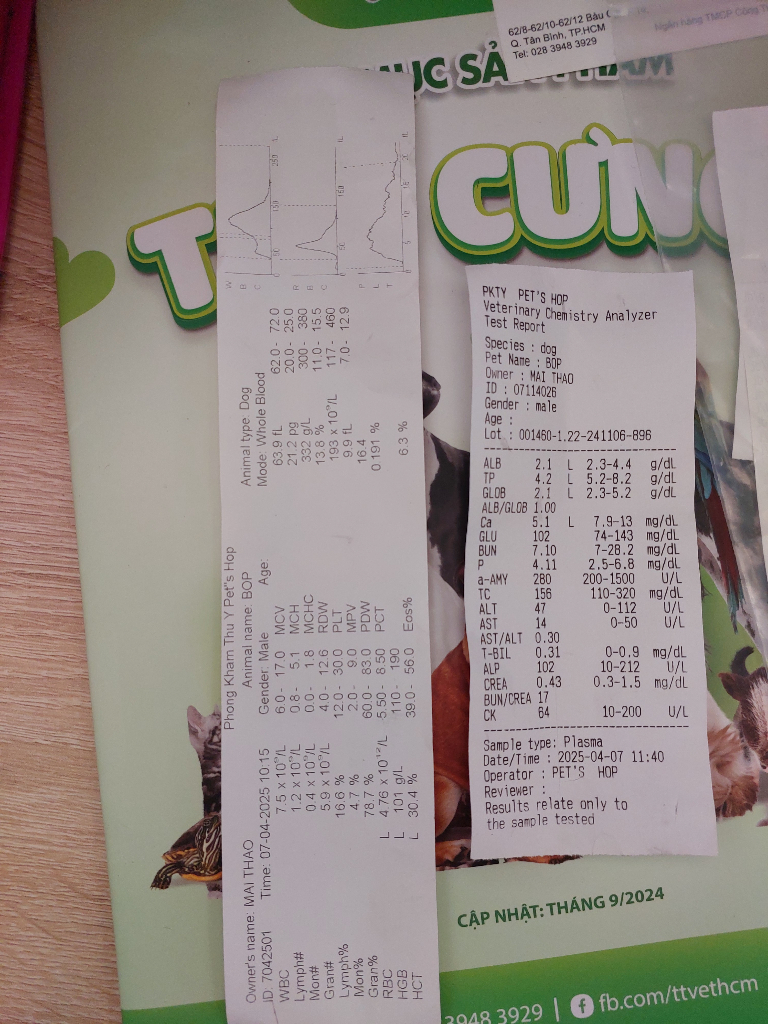 62/8-62/10-62/12 Bàu
Q. Tân Bình, TP.HCM
Tel: 028 3948 3929
Ngân hàng TMCP Công
ỤC SẢN PHẨM
T
CƯN
Phong Kham Thu Y Pet's Hop
Owner's name: MAI THAO Animal name: BOP Animal type: Dog
ID: 7042501 Time: 07-04-2025 10:15 Gender: Male Age: Mode: Whole Blood
WBC 7.5 x 10^9/L 6.0 - 17.0 MCV 63.9 fL 62.0 - 72.0
Lymph# 1.2 x 10^9/L 0.8 - 5.1 MCH 21.2 pg 20.0 - 25.0
Mon# 0.4 x 10^9/L 0.0 - 1.8 MCHC 332 g/L 300 - 380
Gran# 5.9 x 10^9/L 4.0 - 12.6 RDW 13.8 % 11.0 - 15.5
Lymph% 16.6 % 12.0 - 30.0 PLT 193 x 10^9/L 117 - 460
Mon% 4.7 % 2.0 - 9.0 MPV 9.9 fL 7.0 - 12.9
Gran% 78.7 % 60.0 - 83.0 PDW 16.4
RBC L 4.76 x 10^12/L 5.50 - 8.50 PCT 0.191 %
HGB L 101 g/L 110 - 190
HCT L 30.4 % 39.0 - 56.0 Eos% 6.3 %
W
B
C
50 150 250 fL
R
B
C
50 150 fL
P
L
T
0 5 10 15 20 fL
PKTY PET'S HOP
Veterinary Chemistry Analyzer
Test Report
Species : dog
Pet Name : BOP
Owner : MAI THAO
ID : 07114026
Gender : male
Age :
Lot : 001460-1.22-241106-896
ALB 2.1 L 2.3-4.4 g/dL
TP 4.2 L 5.2-8.2 g/dL
GLOB 2.1 L 2.3-5.2 g/dL
ALB/GLOB 1.00
Ca 5.1 L 7.9-13 mg/dL
GLU 102 74-143 mg/dL
BUN 7.10 7-28.2 mg/dL
P 4.11 2.5-6.8 mg/dL
a-AMY 280 200-1500 U/L
TC 156 110-320 mg/dL
ALT 47 0-112 U/L
AST 14 0-50 U/L
AST/ALT 0.30
T-BIL 0.31 0-0.9 mg/dL
ALP 102 10-212 U/L
CREA 0.43 0.3-1.5 mg/dL
BUN/CREA 17
CK 64 10-200 U/L
Sample type: Plasma
Date/Time : 2025-04-07 11:40
Operator : PET'S HOP
Reviewer :
Results relate only to
the sample tested
CẬP NHẬT: THÁNG 9/2024
3948 3929 | fb.com/ttvethcm